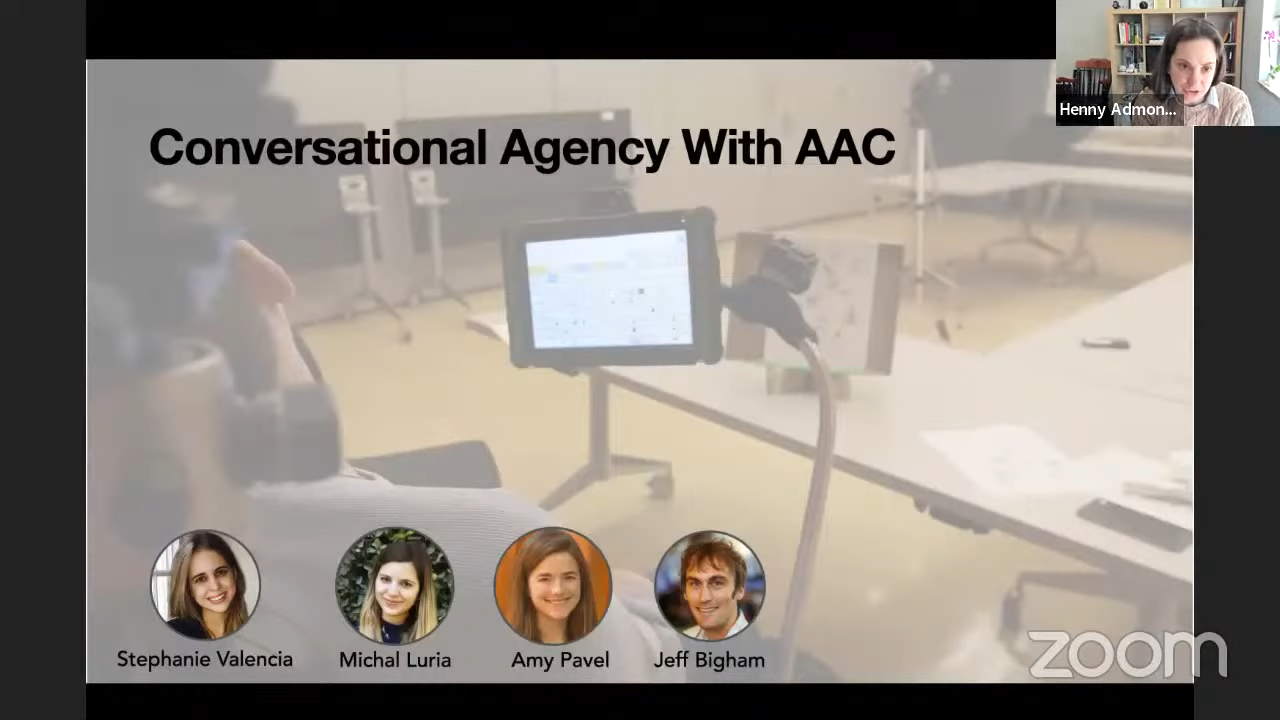 Henny Admon...
Conversational Agency With AAC
Stephanie Valencia
Michal Luria
Amy Pavel
Jeff Bigham
zoom